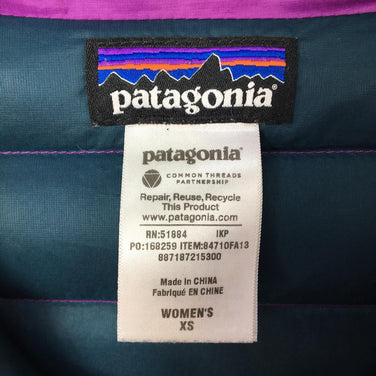 patagonia®
patagonia®
COMMON THREADS
PARTNERSHIP
Repair, Reuse, Recycle
This Product
www.patagonia.com
RN:51884 IKP
PO:168259 ITEM:84710FA13
887187215300
Made in CHINA
Fabriqué EN CHINE
WOMEN'S
XS